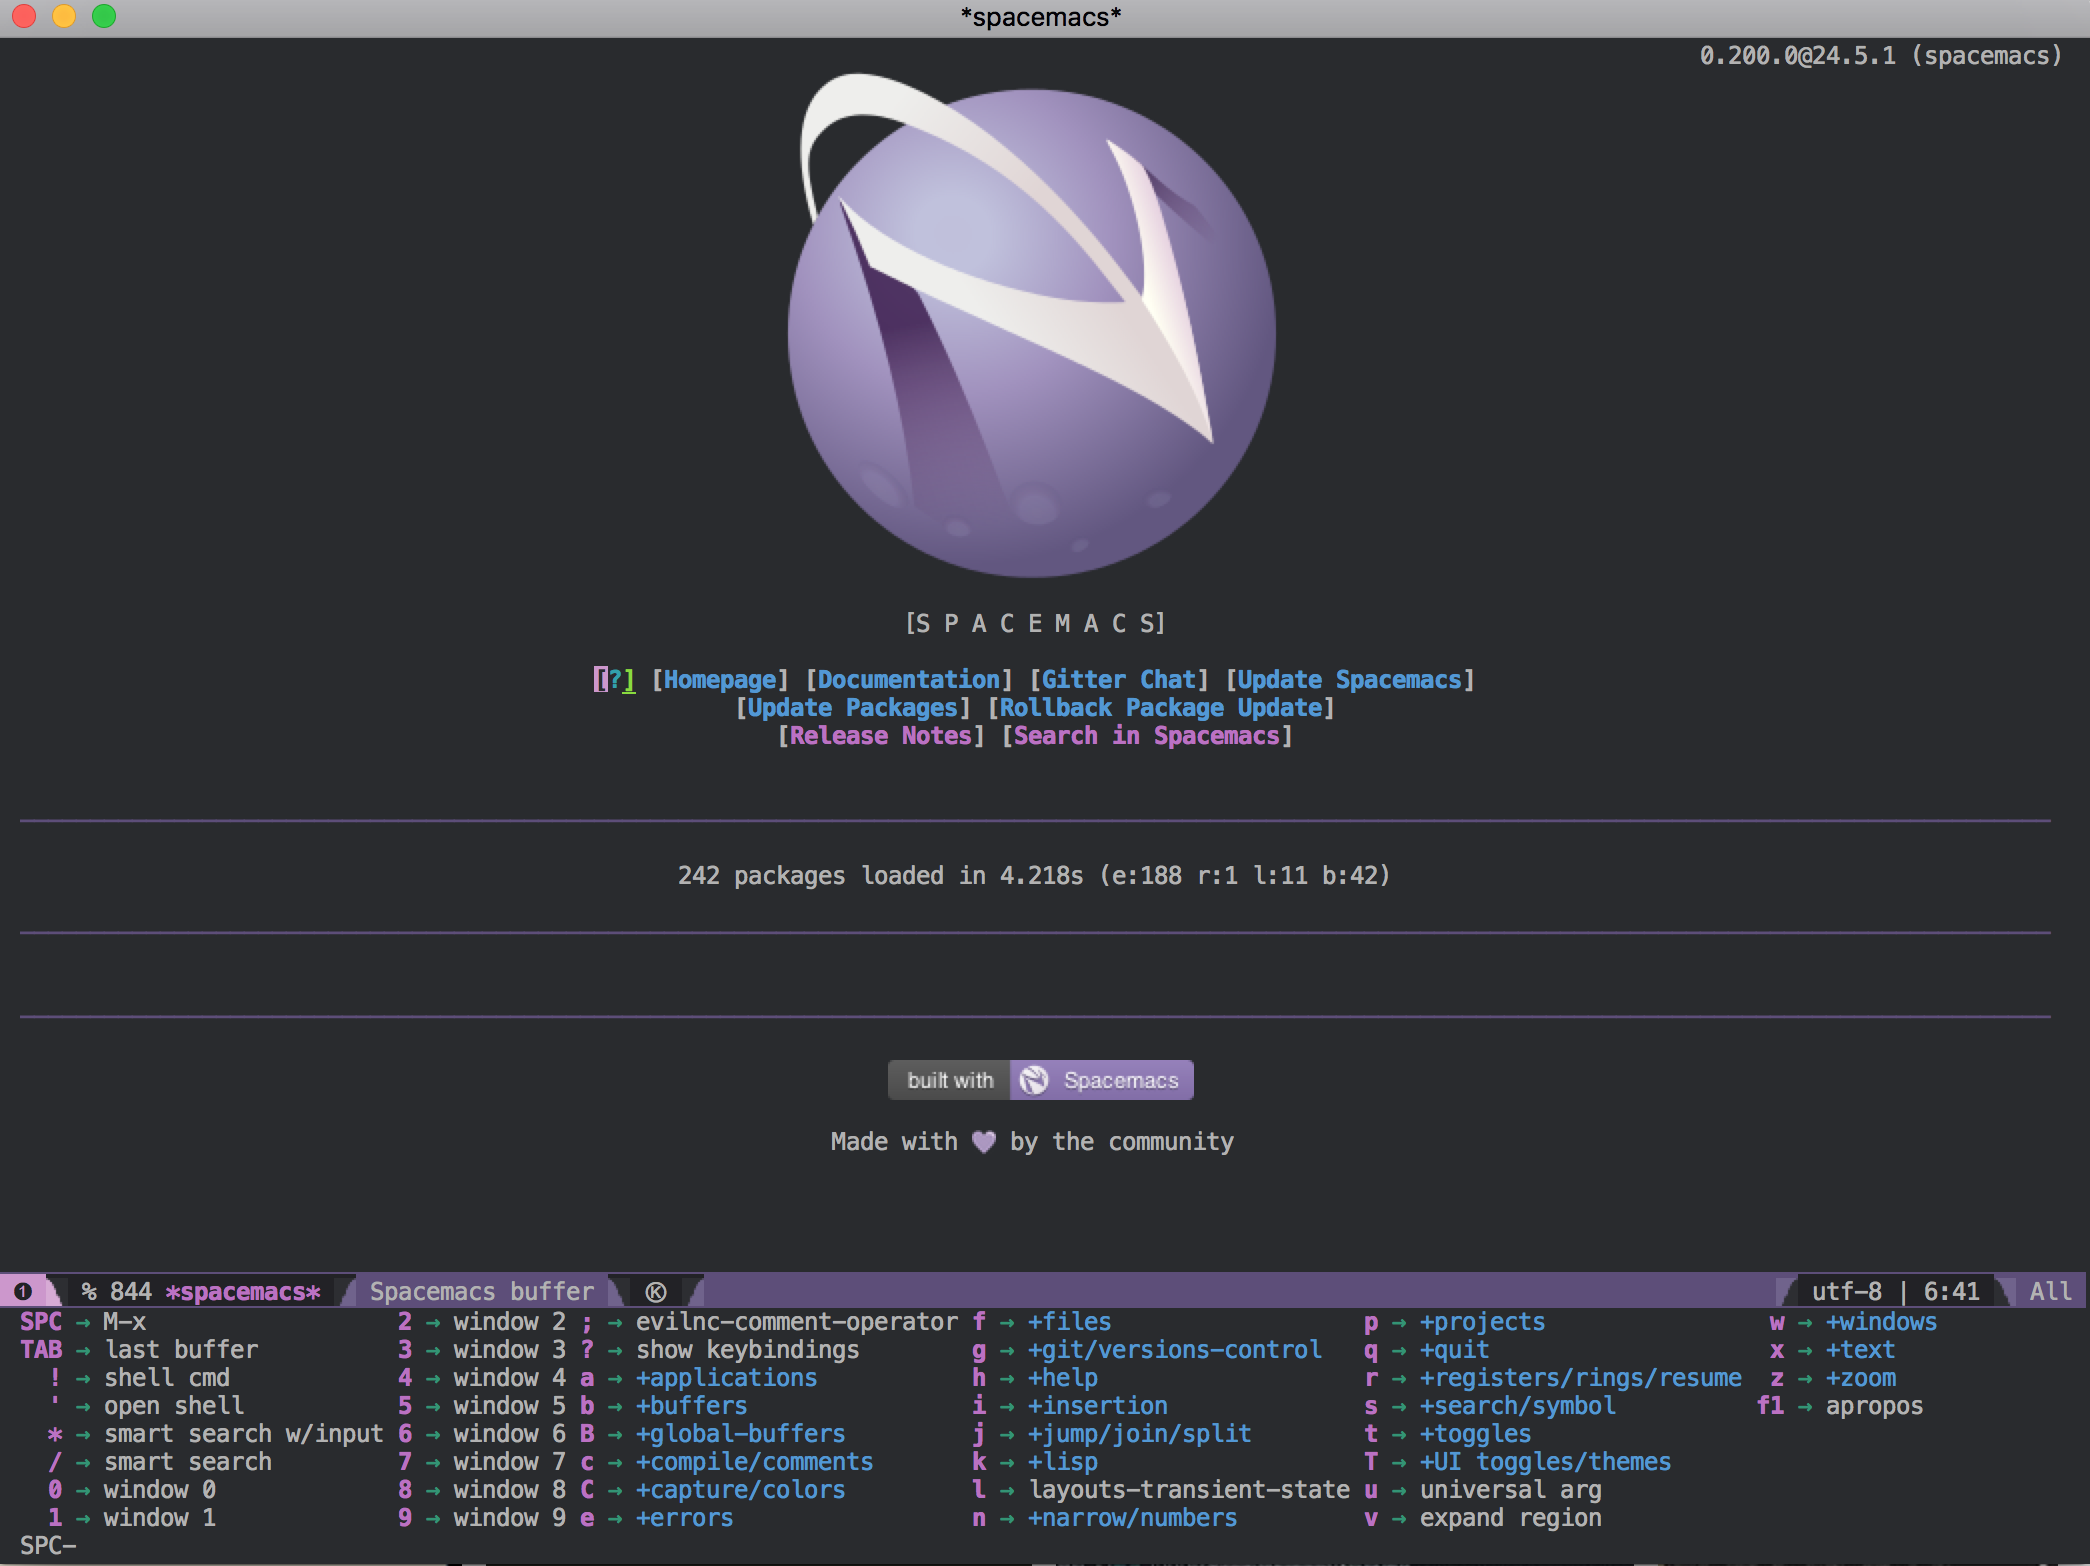 *spacemacs*
0.200.0@24.5.1 (spacemacs)
[S P A C E M A C S]
[?] [Homepage] [Documentation] [Gitter Chat] [Update Spacemacs]
[Update Packages] [Rollback Package Update]
[Release Notes] [Search in Spacemacs]
242 packages loaded in 4.218s (e:188 r:1 l:11 b:42)
built with Spacemacs
Made with 💜 by the community
❶ % 844 *spacemacs* Spacemacs buffer Ⓚ utf-8 | 6:41 All
SPC → M-x 2 → window 2 ; → evilnc-comment-operator f → +files p → +projects w → +windows
TAB → last buffer 3 → window 3 ? → show keybindings g → +git/versions-control q → +quit x → +text
! → shell cmd 4 → window 4 a → +applications h → +help r → +registers/rings/resume z → +zoom
' → open shell 5 → window 5 b → +buffers i → +insertion s → +search/symbol f1 → apropos
* → smart search w/input 6 → window 6 B → +global-buffers j → +jump/join/split t → +toggles
/ → smart search 7 → window 7 c → +compile/comments k → +lisp T → +UI toggles/themes
0 → window 0 8 → window 8 C → +capture/colors l → layouts-transient-state u → universal arg
1 → window 1 9 → window 9 e → +errors n → +narrow/numbers v → expand region
SPC-